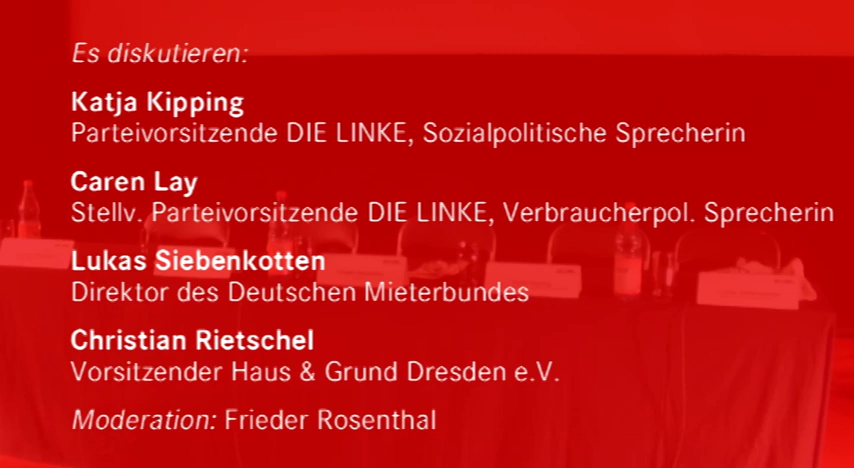 Es diskutieren:
Katja Kipping
Parteivorsitzende DIE LINKE, Sozialpolitische Sprecherin
Caren Lay
Stellv. Parteivorsitzende DIE LINKE, Verbraucherpol. Sprecherin
Lukas Siebenkotten
Direktor des Deutschen Mieterbundes
Christian Rietschel
Vorsitzender Haus & Grund Dresden e.V.
Moderation: Frieder Rosenthal